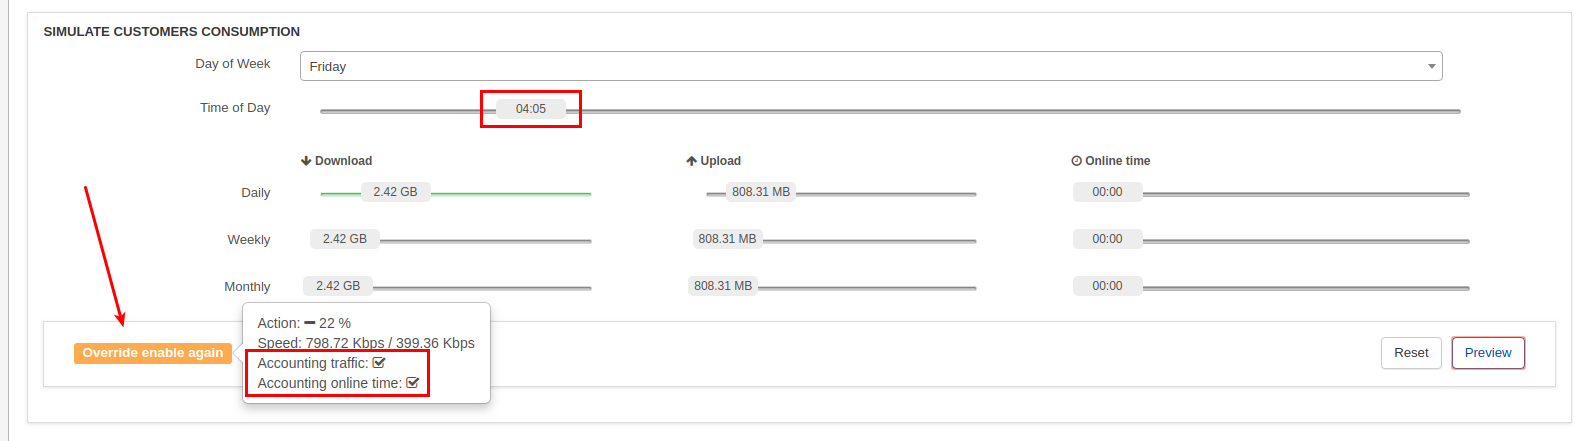 SIMULATE CUSTOMERS CONSUMPTION
Day of Week
Friday
Time of Day
04:05
Download Upload Online time
Daily 2.42 GB 808.31 MB 00:00
Weekly 2.42 GB 808.31 MB 00:00
Monthly 2.42 GB 808.31 MB 00:00
Override enable again
Action: 22 %
Speed: 798.72 Kbps / 399.36 Kbps
Accounting traffic:
Accounting online time:
Reset Preview